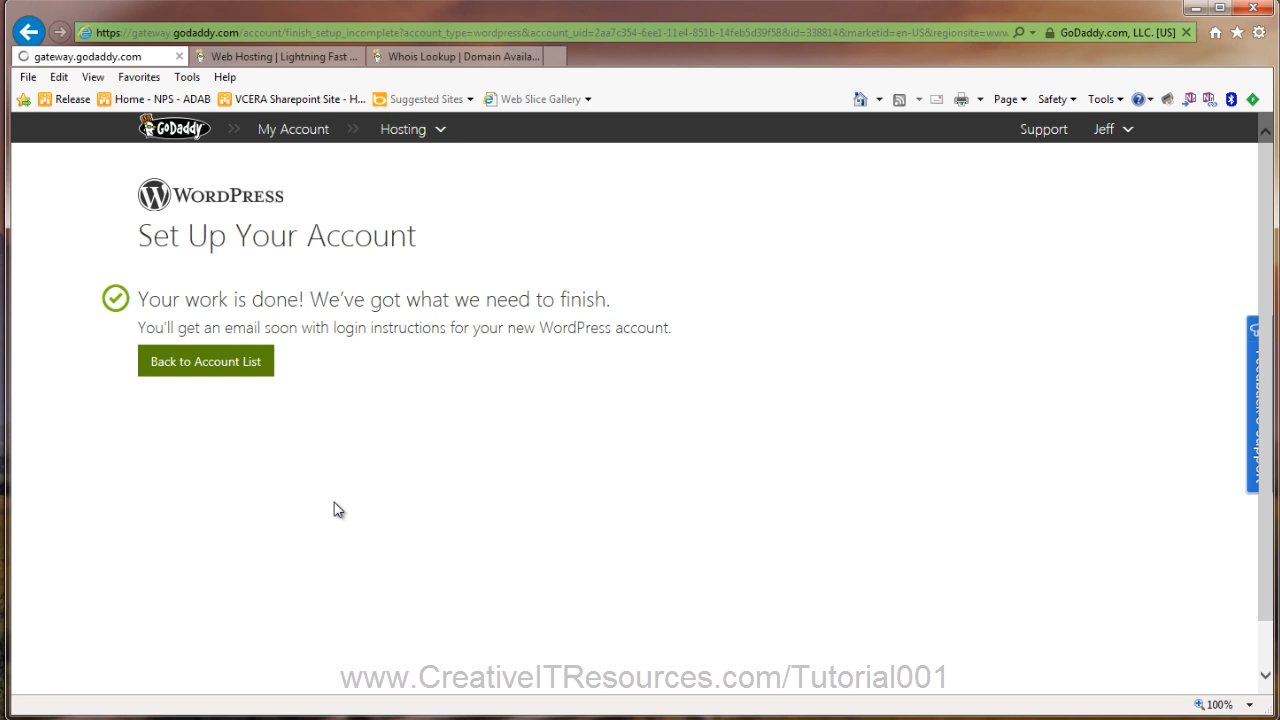 https://gateway.godaddy.com/account/finish_setup_incomplete?account_type=wordpress&account_uid=2aa7c354-6ee1-11e4-851b-14feb5d39f58&id=338814&marketid=en-US&regionsite=www
GoDaddy.com, LLC. [US]
gateway.godaddy.com
Web Hosting | Lightning Fast ...
Whois Lookup | Domain Availa...
File Edit View Favorites Tools Help
Release
Home - NPS - ADAB
VCERA Sharepoint Site - H...
Suggested Sites
Web Slice Gallery
Page
Safety
Tools
GoDaddy
My Account
Hosting
Support
Jeff
WORDPRESS
Set Up Your Account
Your work is done! We've got what we need to finish.
You'll get an email soon with login instructions for your new WordPress account.
Back to Account List
www.CreativeITResources.com/Tutorial001
100%